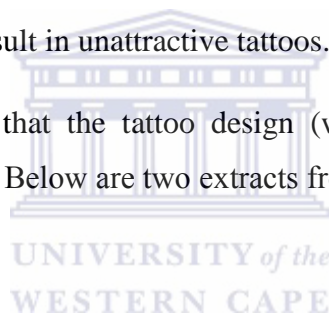 sult in unattractive tattoos.
that the tattoo design (v
Below are two extracts fr
UNIVERSITY of the
WESTERN CAPE